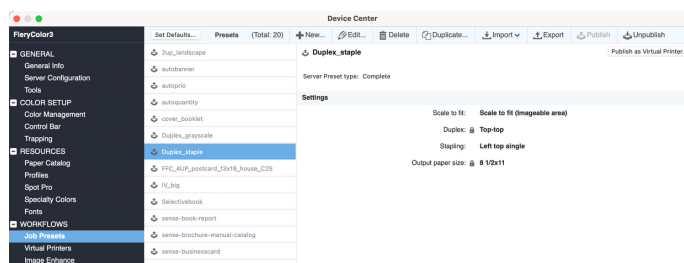 Device Center
FieryColor3
Set Defaults... Presets (Total: 20) New... Edit... Delete Duplicate... Import Export Publish Unpublish
GENERAL
General Info
Server Configuration
Tools
COLOR SETUP
Color Management
Control Bar
Trapping
RESOURCES
Paper Catalog
Profiles
Spot Pro
Specialty Colors
Fonts
WORKFLOWS
Job Presets
Virtual Printers
Image Enhance
2up_landscape
autobanner
autoprio
autoquantity
cover_booklet
Duplex_grayscale
Duplex_staple
FFC_4UP_postcard_13x19_house_C2S
IV_big
Selectivebook
sense-book-report
sense-brochure-manual-catalog
sense-businesscard
Duplex_staple
Publish as Virtual Printer.
Server Preset type: Complete
Settings
Scale to fit: Scale to fit (Imageable area)
Duplex: Top-top
Stapling: Left top single
Output paper size: 8 1/2x11